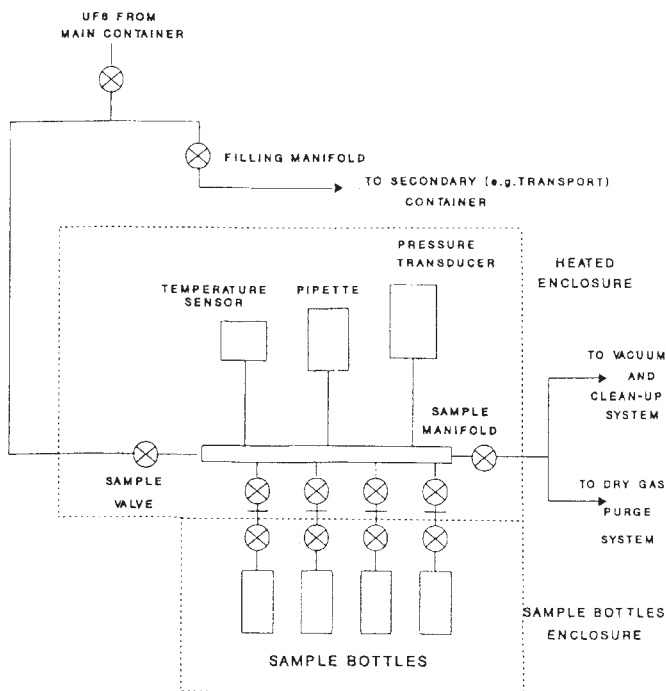 UF6 FROM
MAIN CONTAINER
FILLING MANIFOLD
TO SECONDARY (e.g.TRANSPORT)
CONTAINER
PRESSURE
TRANSDUCER
HEATED
ENCLOSURE
TEMPERATURE
SENSOR
PIPETTE
TO VACUUM
AND
CLEAN-UP
SYSTEM
SAMPLE
MANIFOLD
SAMPLE
VALVE
TO DRY GAS
PURGE
SYSTEM
SAMPLE BOTTLES
ENCLOSURE
SAMPLE BOTTLES